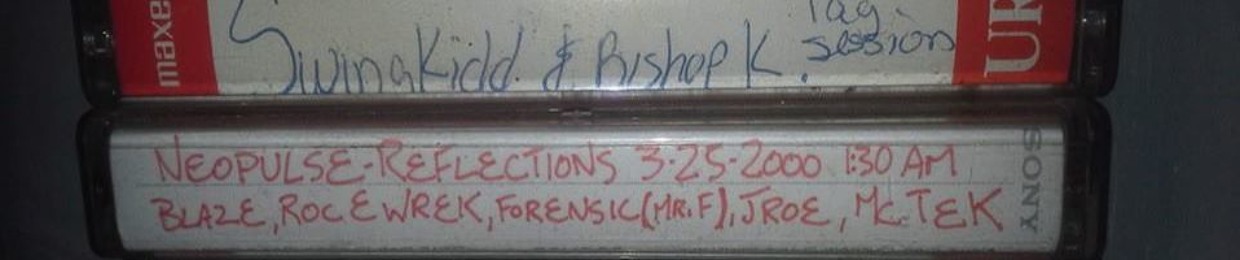 maxe
Tag.
session
SwingKidd. & Bishop K.
UR
NEOPULSE-REFLECTIONS 3-25-2000 1:30 AM
BLAZE, ROC E WREK, FORENSIC (MR.F), JROE, Mc.TEK
SONY